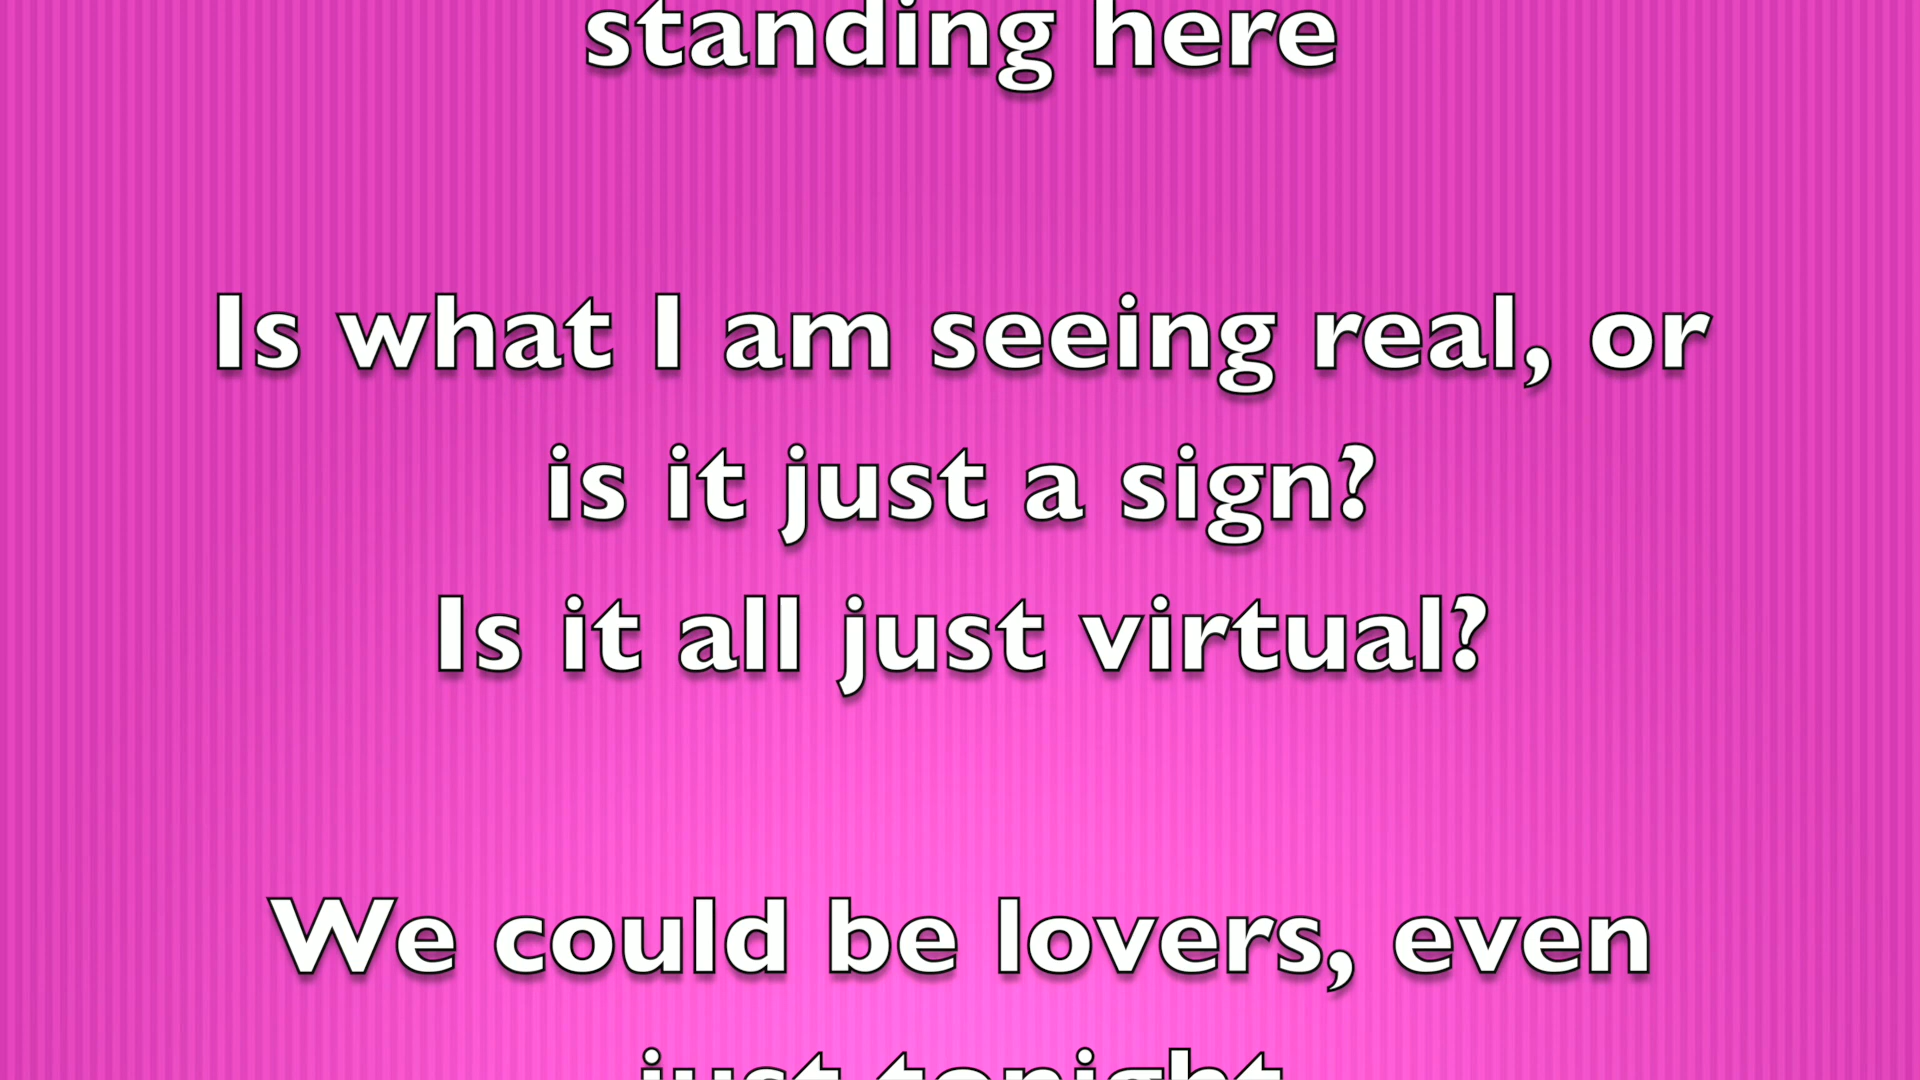 standing here
Is what I am seeing real, or
is it just a sign?
Is it all just virtual?
We could be lovers, even
just tonight